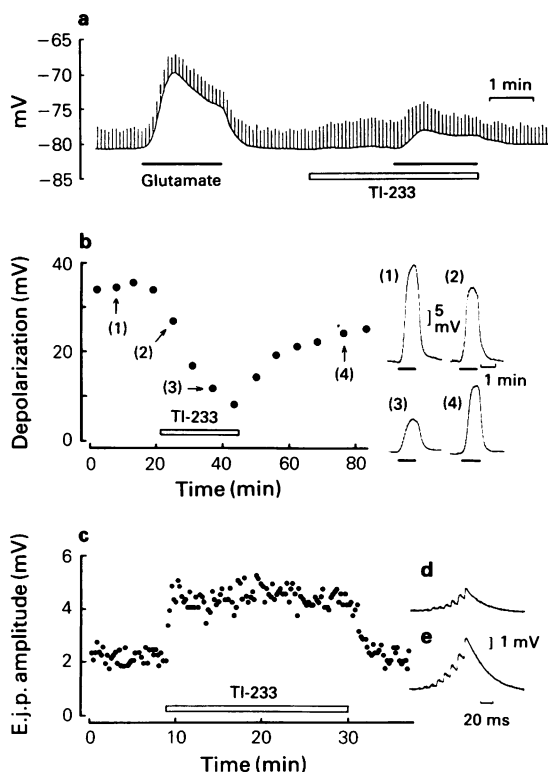 a
−65
−70
−75
−80
−85
mV
1 min
Glutamate
TI-233
b
40
20
0
Depolarization (mV)
(1)
(2)
(3)
(4)
TI-233
0 20 40 60 80
Time (min)
(1)
(2)
5
mV
1 min
(3)
(4)
c
6
4
2
0
E.j.p. amplitude (mV)
TI-233
0 10 20 30
Time (min)
d
e
1 mV
20 ms